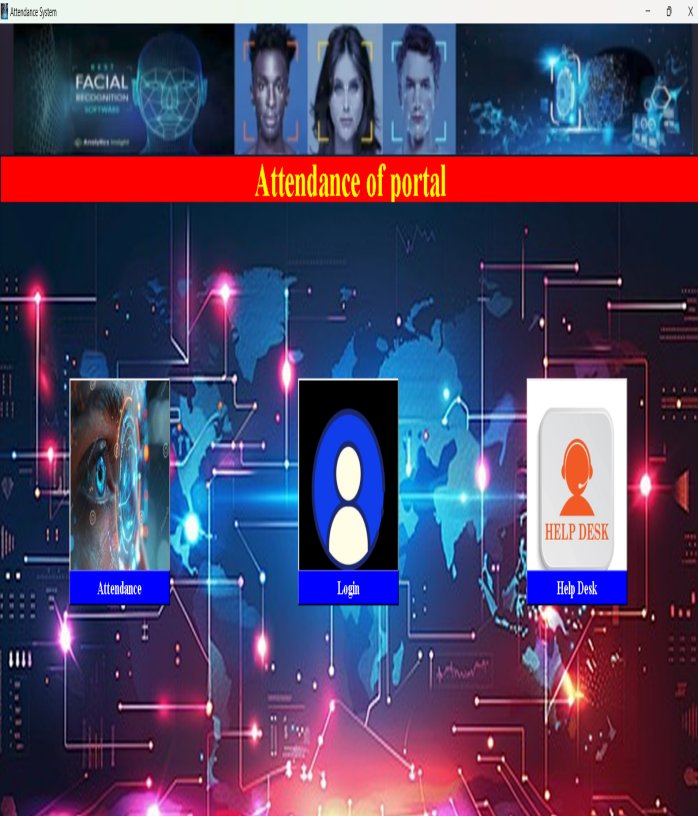 Attendance System
BEST
FACIAL
RECOGNITION
SOFTWARE
Analytics Insight
Attendance of portal
HELP DESK
Attendance
Login
Help Desk